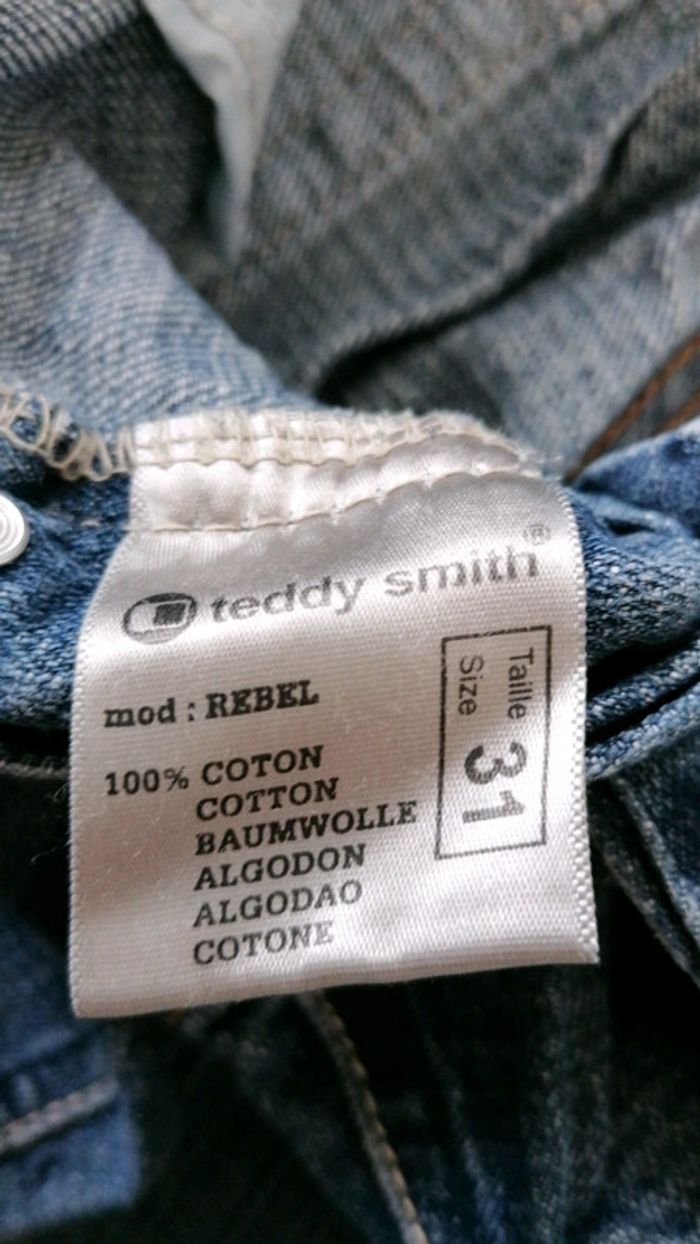 teddy smith®
mod : REBEL
100% COTON
COTTON
BAUMWOLLE
ALGODON
ALGODAO
COTONE
Taille
Size
31